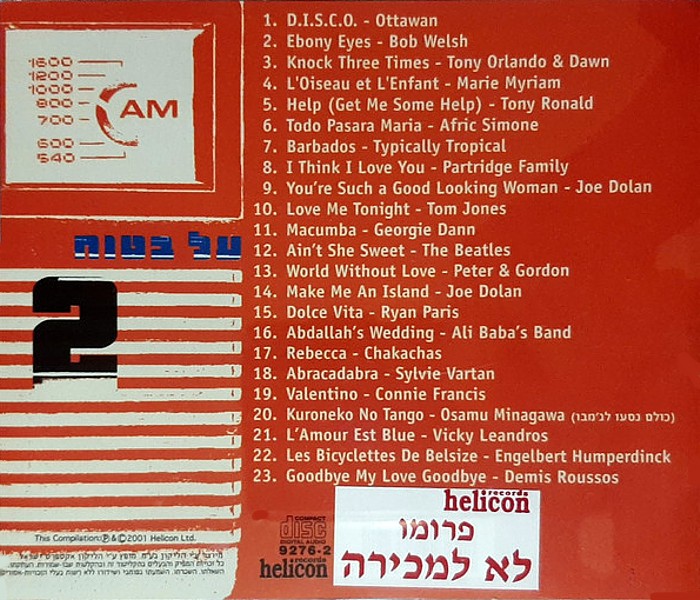 1600
1200
1000
800
700
600
540
AM
על בטוח
2
1. D.I.S.C.O. - Ottawan
2. Ebony Eyes - Bob Welsh
3. Knock Three Times - Tony Orlando & Dawn
4. L'Oiseau et L'Enfant - Marie Myriam
5. Help (Get Me Some Help) - Tony Ronald
6. Todo Pasara Maria - Afric Simone
7. Barbados - Typically Tropical
8. I Think I Love You - Partridge Family
9. You're Such a Good Looking Woman - Joe Dolan
10. Love Me Tonight - Tom Jones
11. Macumba - Georgie Dann
12. Ain't She Sweet - The Beatles
13. World Without Love - Peter & Gordon
14. Make Me An Island - Joe Dolan
15. Dolce Vita - Ryan Paris
16. Abdallah's Wedding - Ali Baba's Band
17. Rebecca - Chakachas
18. Abracadabra - Sylvie Vartan
19. Valentino - Connie Francis
20. Kuroneko No Tango - Osamu Minagawa (כולם נסעו לג'מבו)
21. L'Amour Est Blue - Vicky Leandros
22. Les Bicyclettes De Belsize - Engelbert Humperdinck
23. Goodbye My Love Goodbye - Demis Roussos
This Compilation:Ⓟ&©2001 Helicon Ltd.
COMPACT
disc
DIGITAL AUDIO
9276-2
records
helicon
helicon
records
פרומו
לא למכירה